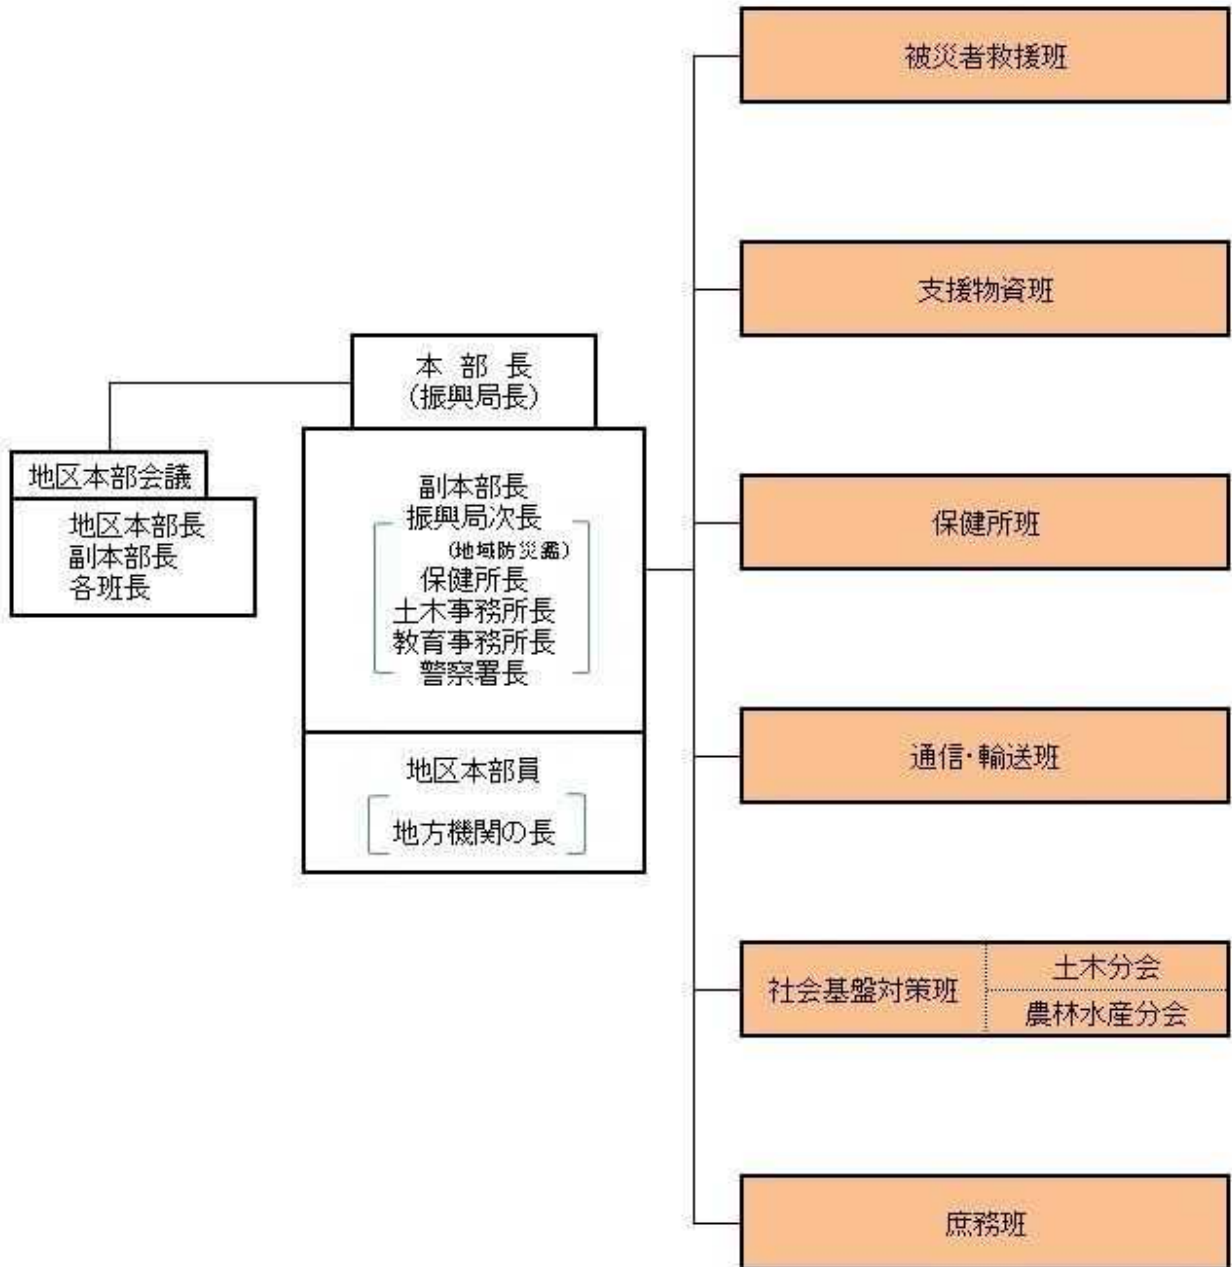 被災者救援班
支援物資班
本部長
(振興局長)
地区本部会議
地区本部長
副本部長
各班長
副本部長
振興局次長
(地域防災鑑)
保健所長
土木事務所長
教育事務所長
警察署長
地区本部員
地方機関の長
保健所班
通信・輸送班
社会基盤対策班
土木分会
農林水産分会
庶務班